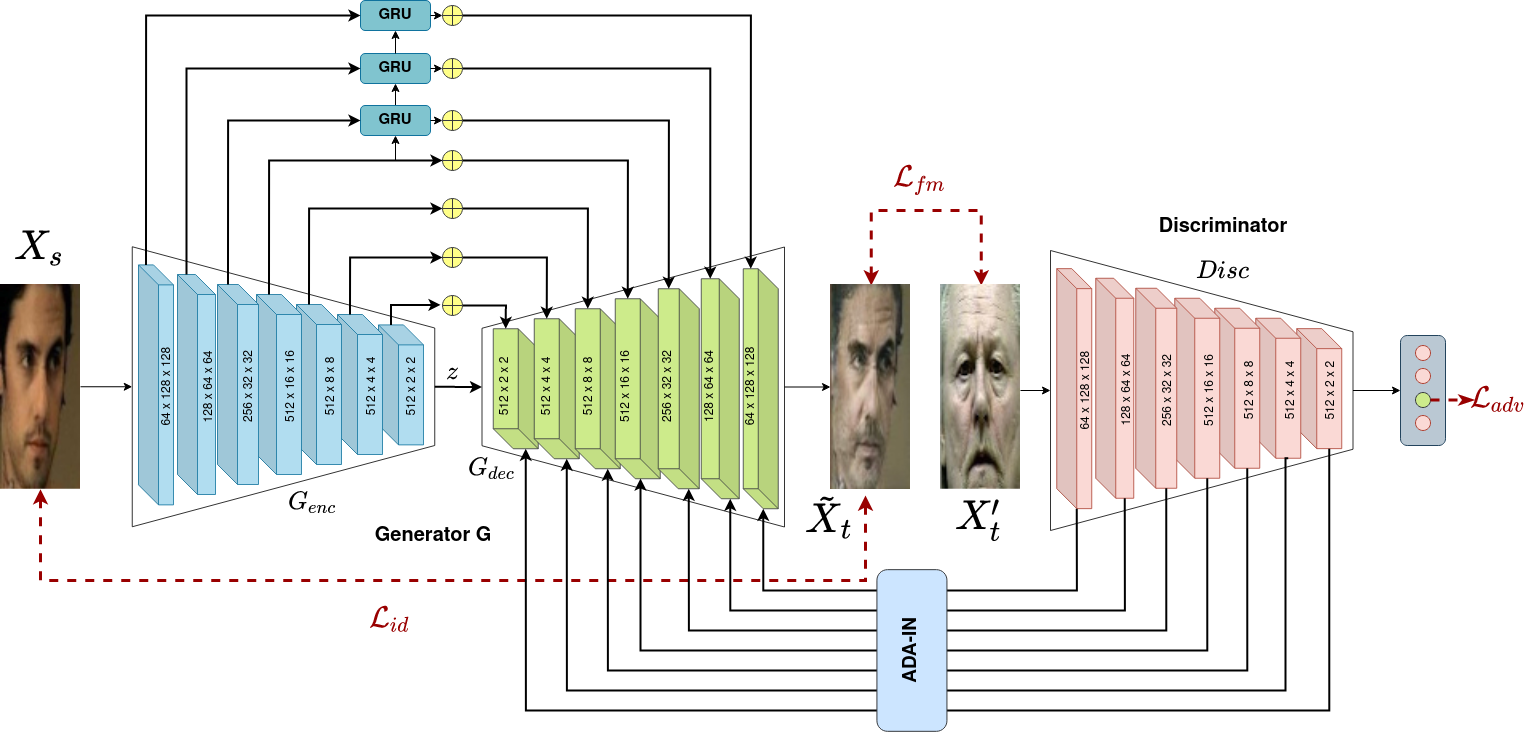 GRU
GRU
GRU
X_s
64 x 128 x 128
128 x 64 x 64
256 x 32 x 32
512 x 16 x 16
512 x 8 x 8
512 x 4 x 4
512 x 2 x 2
G_{enc}
z
512 x 2 x 2
512 x 4 x 4
512 x 8 x 8
512 x 16 x 16
256 x 32 x 32
128 x 64 x 64
64 x 128 x 128
G_{dec}
Generator G
ℒ_{fm}
X̃_t
X′_t
Discriminator
Disc
64 x 128 x 128
128 x 64 x 64
256 x 32 x 32
512 x 16 x 16
512 x 8 x 8
512 x 4 x 4
512 x 2 x 2
ℒ_{adv}
ℒ_{id}
ADA-IN